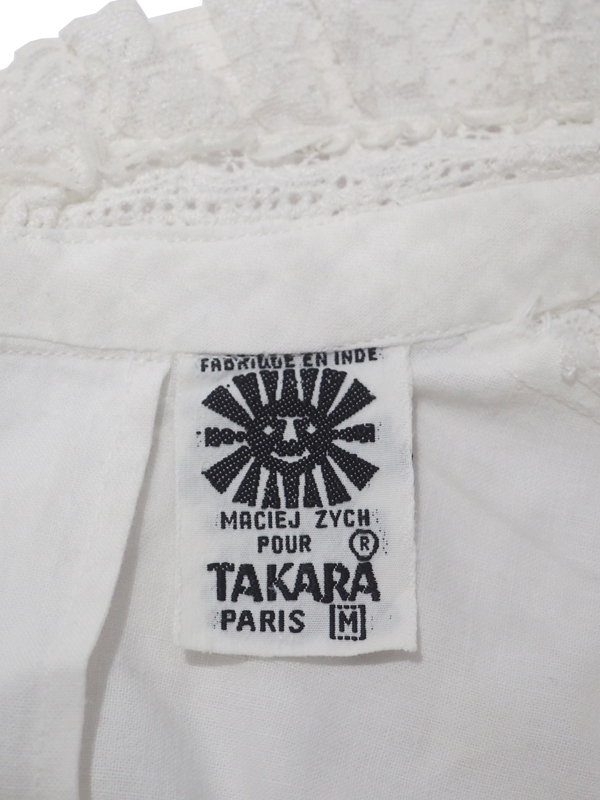 FABRIQUE EN INDE
MACIEJ ZYCH
POUR ®
TAKARA
PARIS M